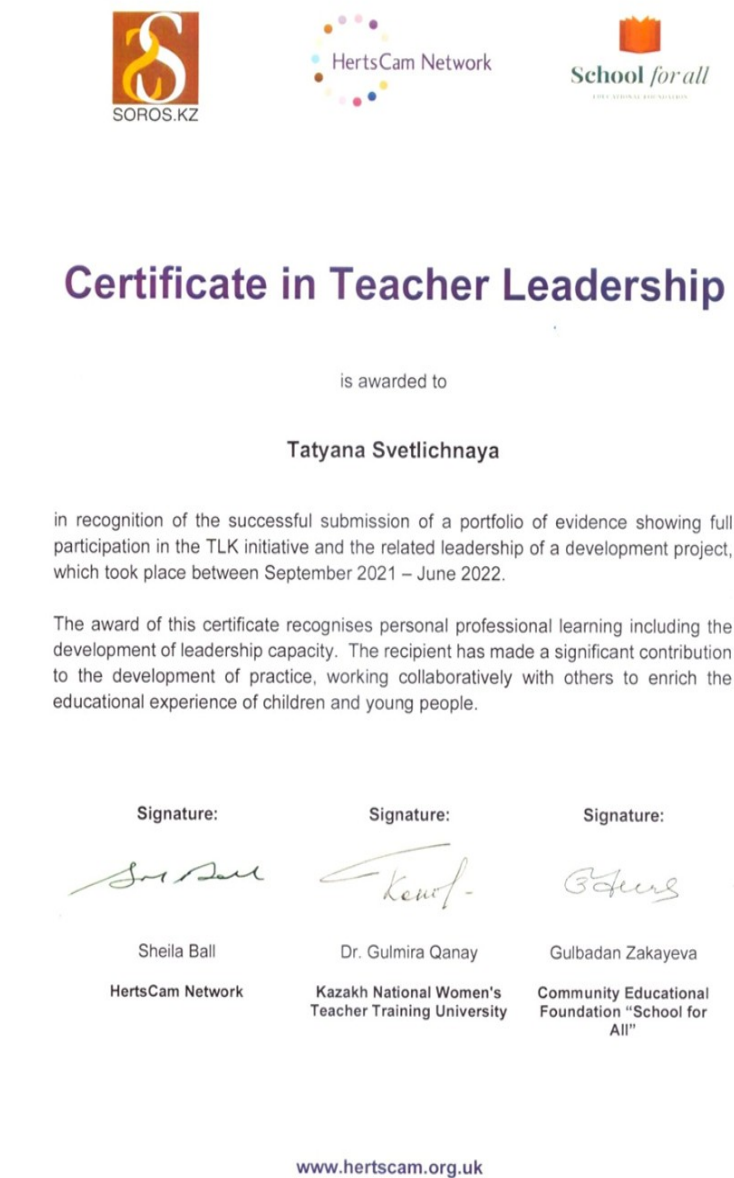 SOROS.KZ
HertsCam Network
School for all
EDUCATIONAL FOUNDATION
Certificate in Teacher Leadership
is awarded to
Tatyana Svetlichnaya
in recognition of the successful submission of a portfolio of evidence showing full
participation in the TLK initiative and the related leadership of a development project,
which took place between September 2021 – June 2022.
The award of this certificate recognises personal professional learning including the
development of leadership capacity. The recipient has made a significant contribution
to the development of practice, working collaboratively with others to enrich the
educational experience of children and young people.
Signature: Signature: Signature:
Sheila Ball Dr. Gulmira Qanay Gulbadan Zakayeva
HertsCam Network Kazakh National Women's Community Educational
Teacher Training University Foundation "School for
All"
www.hertscam.org.uk